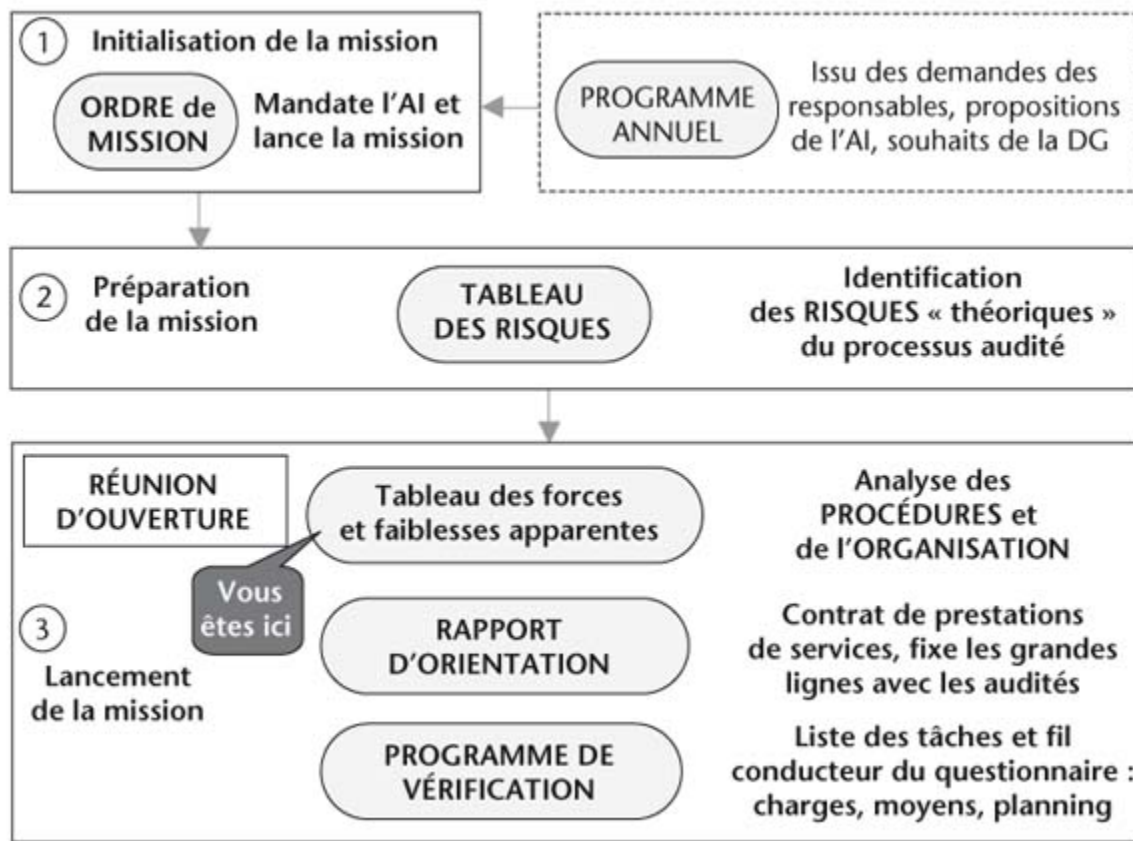 1 Initialisation de la mission
ORDRE de
MISSION
Mandate l'AI et
lance la mission
PROGRAMME
ANNUEL
Issu des demandes des
responsables, propositions
de l'AI, souhaits de la DG
2 Préparation
de la mission
TABLEAU
DES RISQUES
Identification
des RISQUES « théoriques »
du processus audité
RÉUNION
D'OUVERTURE
Tableau des forces
et faiblesses apparentes
Analyse des
PROCÉDURES et
de l'ORGANISATION
Vous
êtes ici
3
Lancement
de la mission
RAPPORT
D'ORIENTATION
Contrat de prestations
de services, fixe les grandes
lignes avec les audités
PROGRAMME DE
VÉRIFICATION
Liste des tâches et fil
conducteur du questionnaire :
charges, moyens, planning